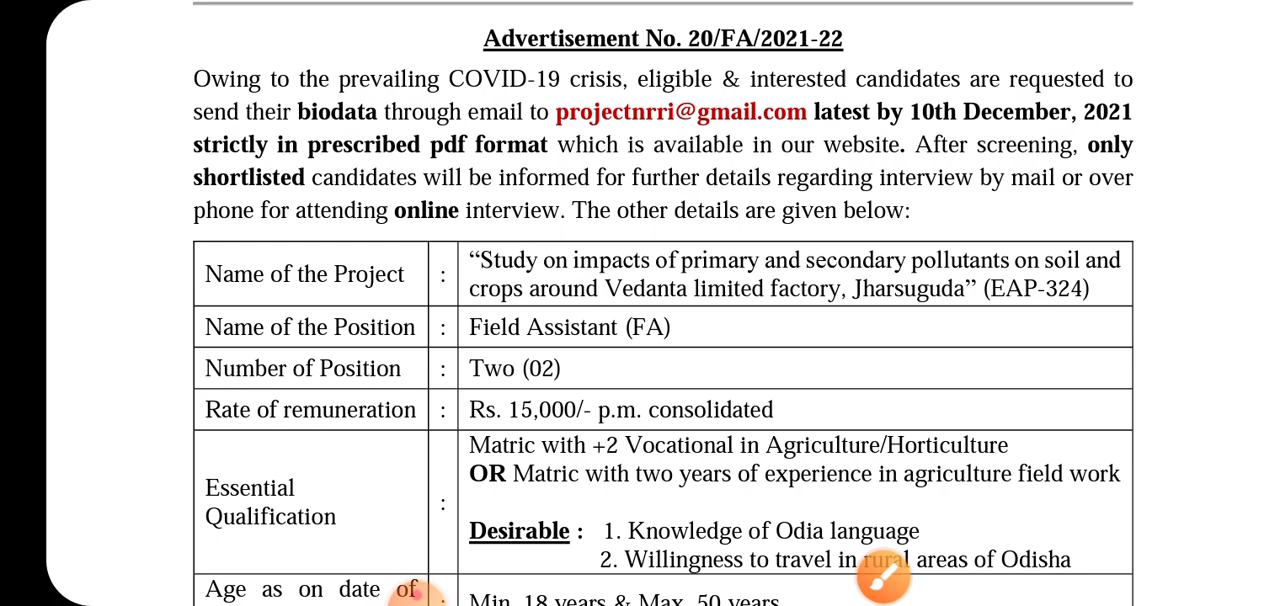 Advertisement No. 20/FA/2021-22
Owing to the prevailing COVID-19 crisis, eligible & interested candidates are requested to
send their biodata through email to projectnrri@gmail.com latest by 10th December, 2021
strictly in prescribed pdf format which is available in our website. After screening, only
shortlisted candidates will be informed for further details regarding interview by mail or over
phone for attending online interview. The other details are given below:
Name of the Project : “Study on impacts of primary and secondary pollutants on soil and
crops around Vedanta limited factory, Jharsuguda” (EAP-324)
Name of the Position : Field Assistant (FA)
Number of Position : Two (02)
Rate of remuneration : Rs. 15,000/- p.m. consolidated
Essential
Qualification :
Matric with +2 Vocational in Agriculture/Horticulture
OR Matric with two years of experience in agriculture field work
Desirable : 1. Knowledge of Odia language
2. Willingness to travel in rural areas of Odisha
Age as on date of :
Min. 18 years & Max. 50 years